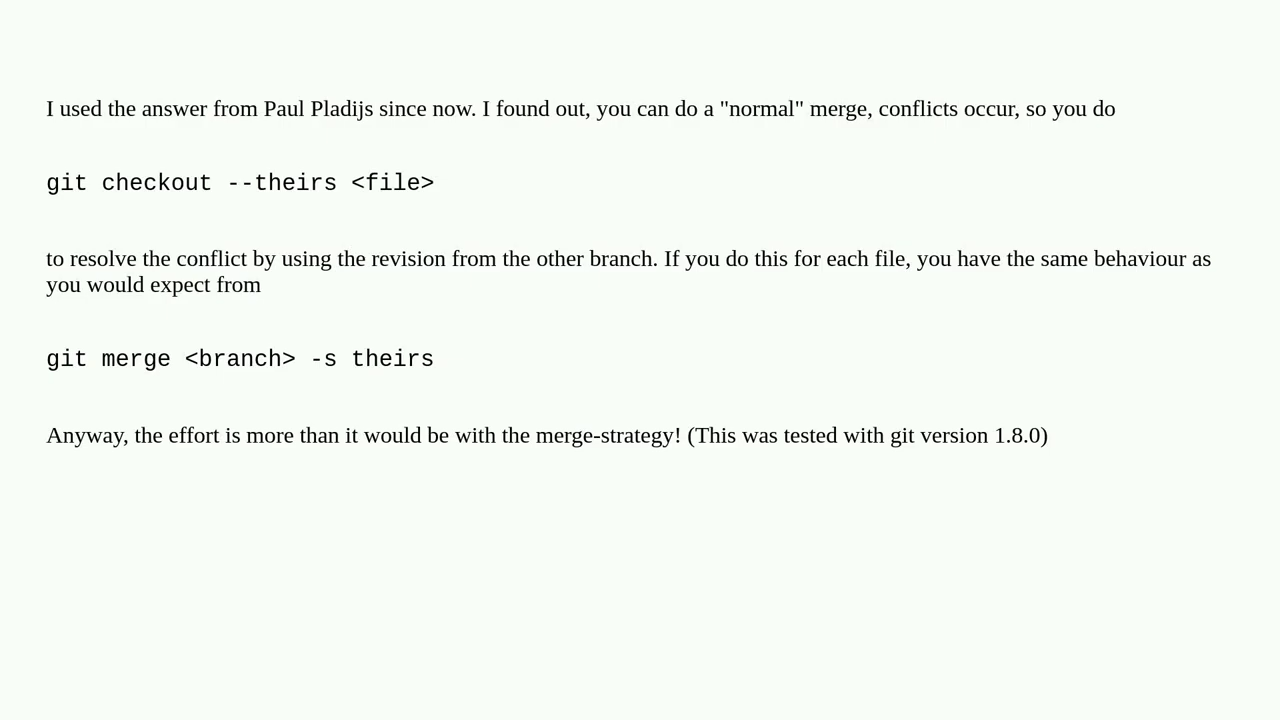 I used the answer from Paul Pladijs since now. I found out, you can do a "normal" merge, conflicts occur, so you do
git checkout --theirs <file>
to resolve the conflict by using the revision from the other branch. If you do this for each file, you have the same behaviour as
you would expect from
git merge <branch> -s theirs
Anyway, the effort is more than it would be with the merge-strategy! (This was tested with git version 1.8.0)